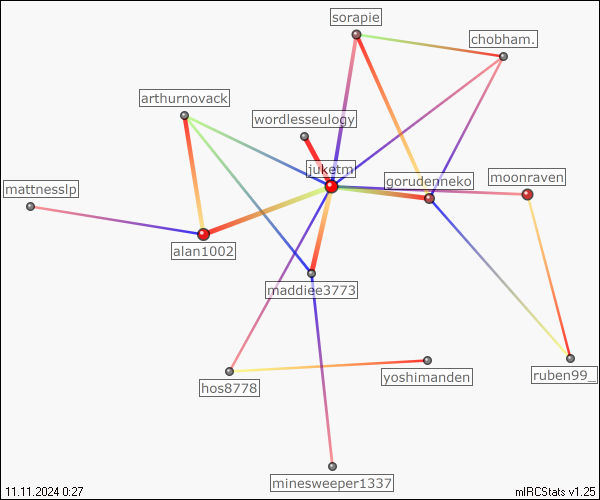 sorapie
chobham.
arthurnovack
wordlesseulogy
juketm
gorudenneko
moonraven
mattnesslp
alan1002
maddiee3773
hos8778
yoshimanden
ruben99_
minesweeper1337
11.11.2024 0:27
mIRCStats v1.25